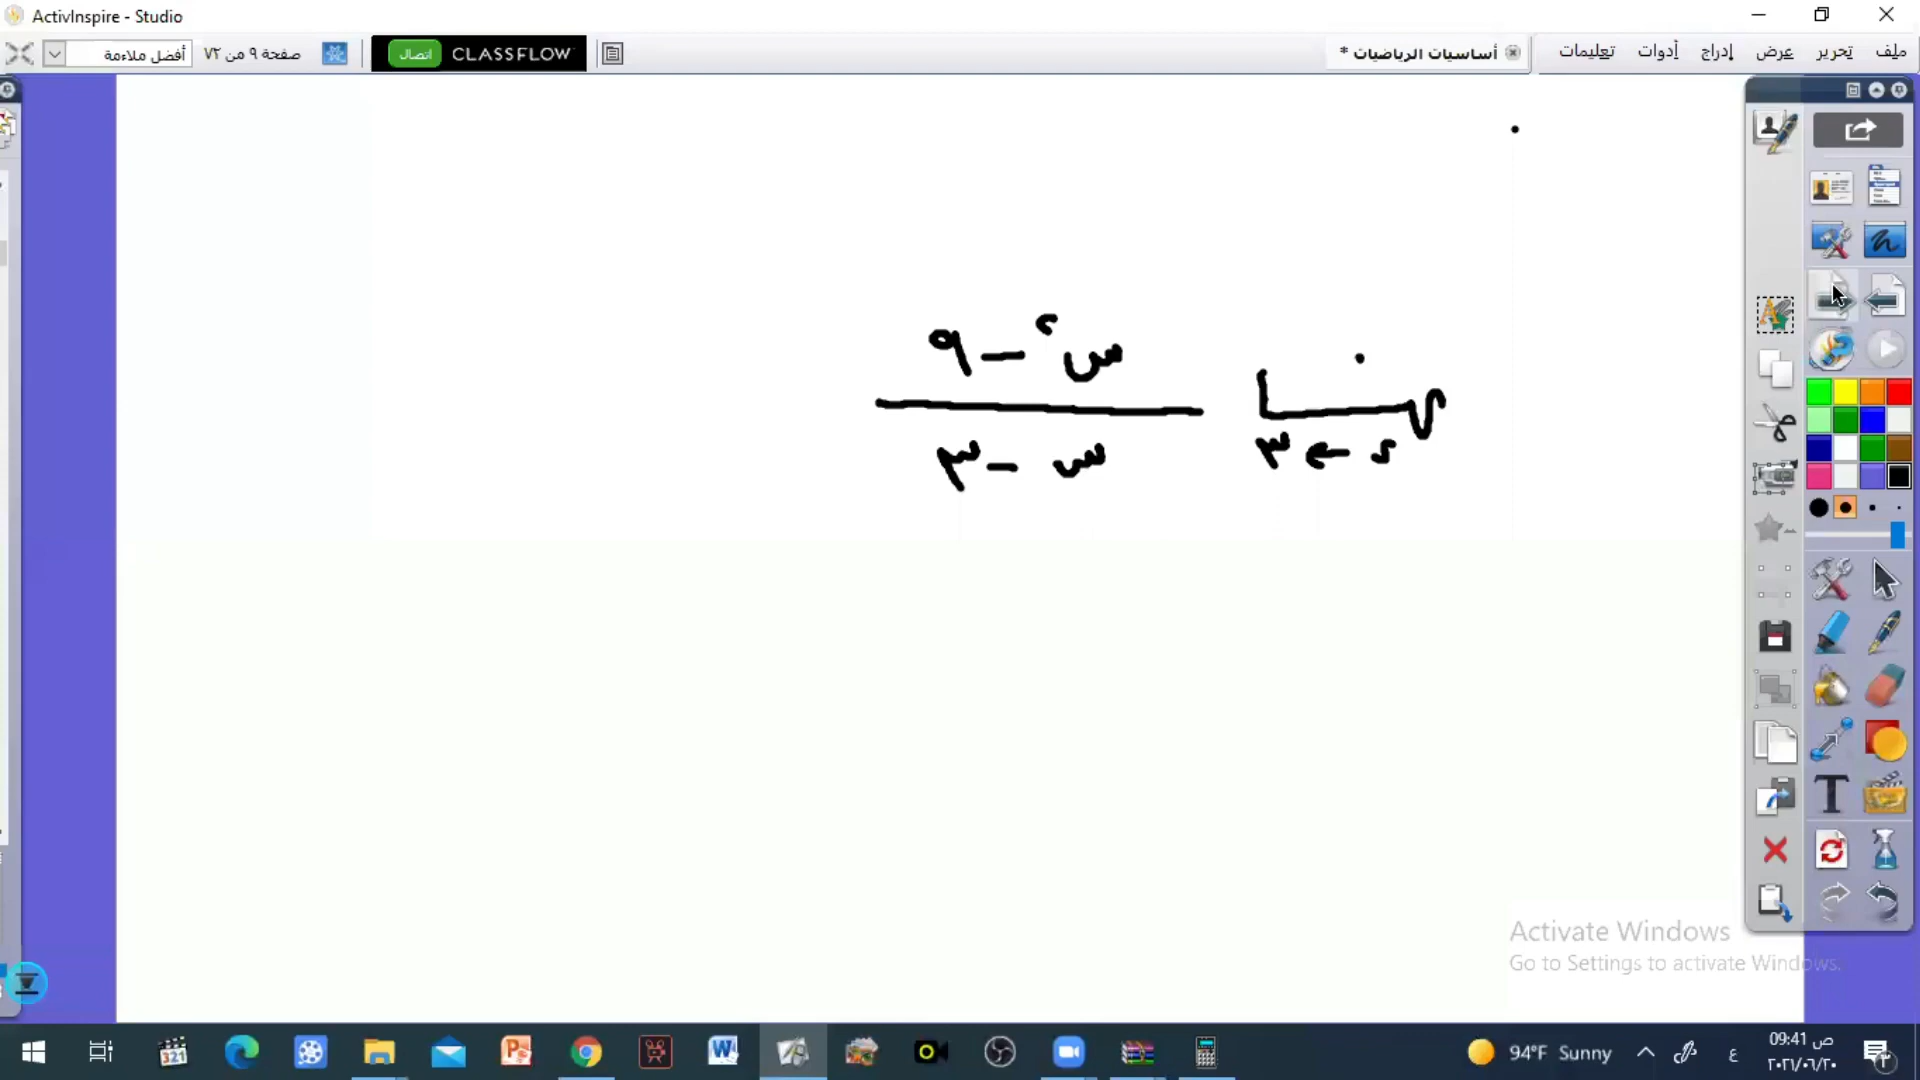 ActivInspire - Studio
ملف تحرير عرض إدراج أدوات تعليمات
أساسيات الرياضيات *
CLASSFLOW اتصال
صفحة ٩ من ٧٢
أفضل ملاءمة
نهــا س٢ – ٩
س ← ٣ س – ٣
Activate Windows
Go to Settings to activate Windows.
94°F Sunny
ع
09:41 ص
٢٠٢١/٠٦/٢٠